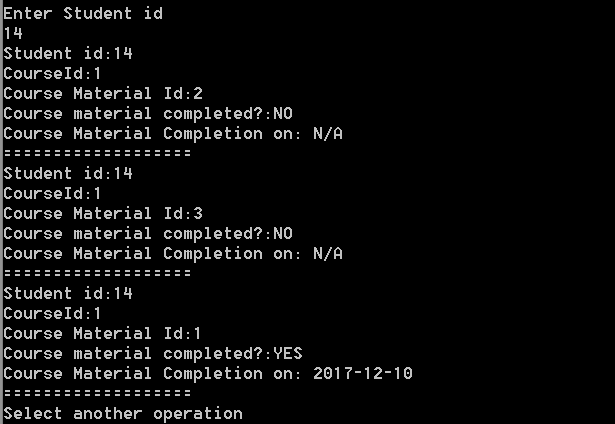 Enter Student id
14
Student id:14
CourseId:1
Course Material Id:2
Course material completed?:NO
Course Material Completion on: N/A
===================
Student id:14
CourseId:1
Course Material Id:3
Course material completed?:NO
Course Material Completion on: N/A
===================
Student id:14
CourseId:1
Course Material Id:1
Course material completed?:YES
Course Material Completion on: 2017-12-10
===================
Select another operation